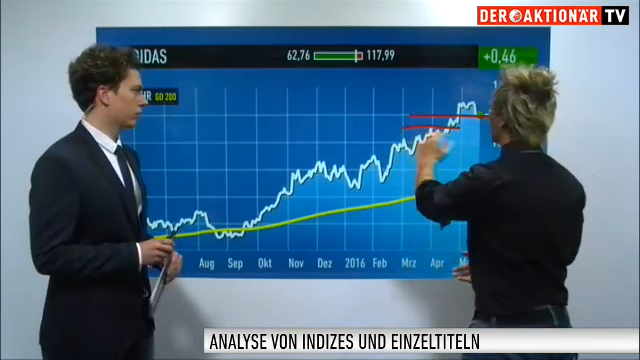 DER AKTIONÄR TV
IDAS 62,76 117,99 +0,46
HR GD 200
Aug Sep Okt Nov Dez 2016 Feb Mrz Apr
ANALYSE VON INDIZES UND EINZELTITELN